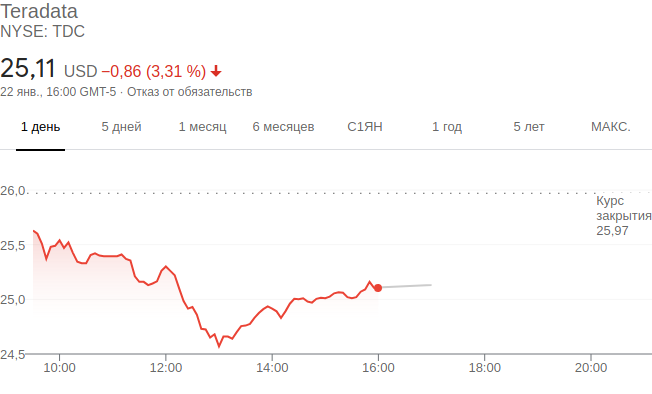 Teradata
NYSE: TDC
25,11 USD −0,86 (3,31 %)
22 янв., 16:00 GMT-5 · Отказ от обязательств
1 день 5 дней 1 месяц 6 месяцев С1ЯН 1 год 5 лет МАКС.
26,0
Курс
закрытия
25,97
25,5
25,0
24,5
10:00 12:00 14:00 16:00 18:00 20:00